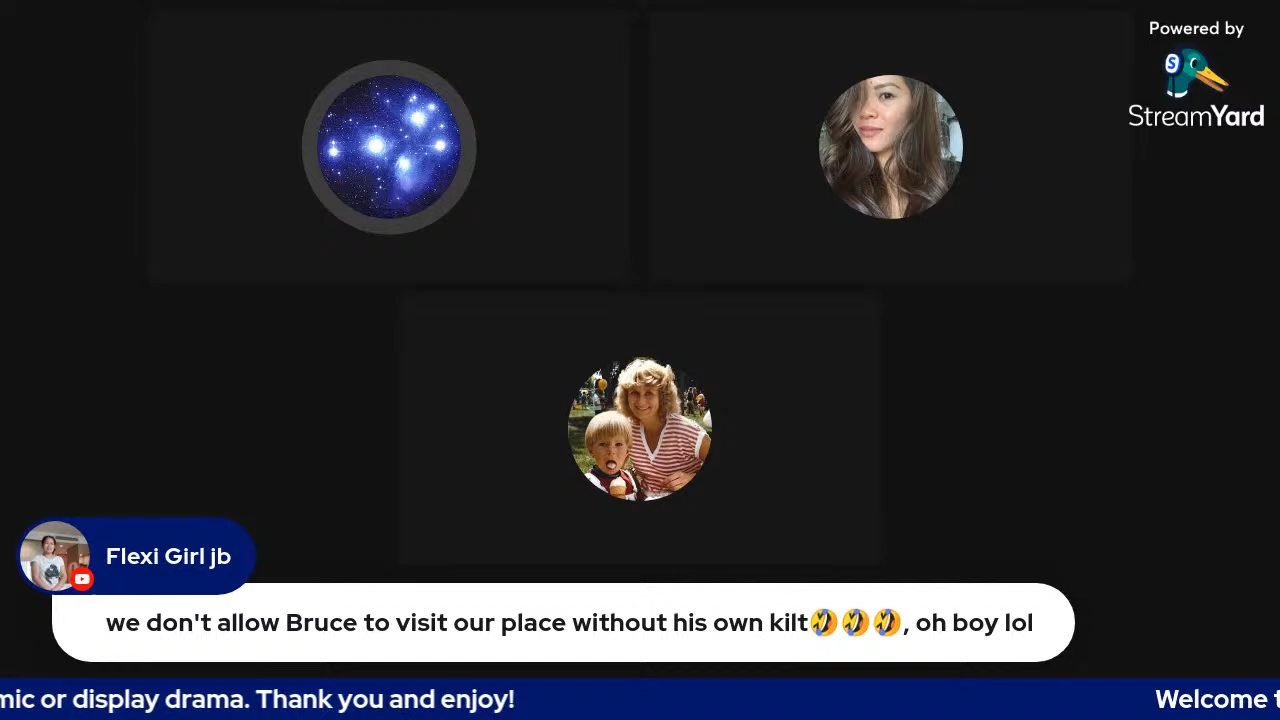 Powered by
StreamYard
Flexi Girl jb
we don't allow Bruce to visit our place without his own kilt🤣🤣🤣, oh boy lol
mic or display drama. Thank you and enjoy!
Welcome t